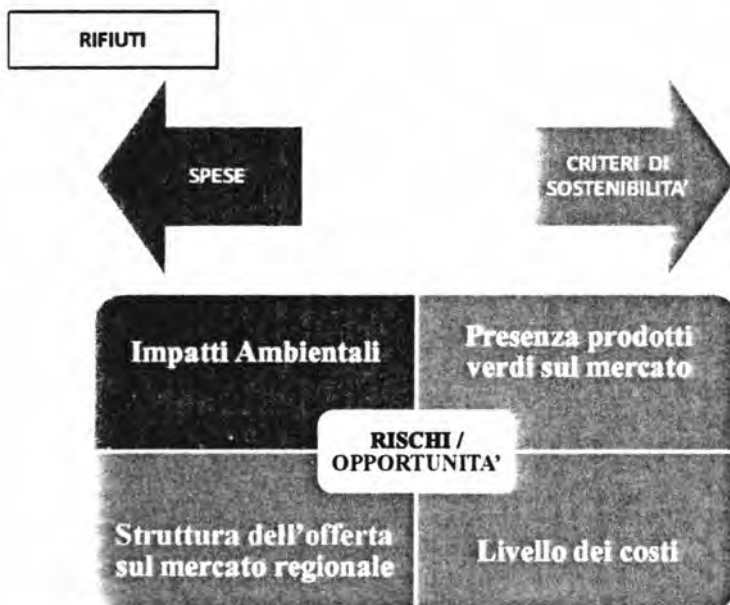 RIFIUTI
SPESE
CRITERI DI
SOSTENIBILITA'
Impatti Ambientali
Presenza prodotti
verdi sul mercato
RISCHI /
OPPORTUNITA'
Struttura dell'offerta
sul mercato regionale
Livello dei costi